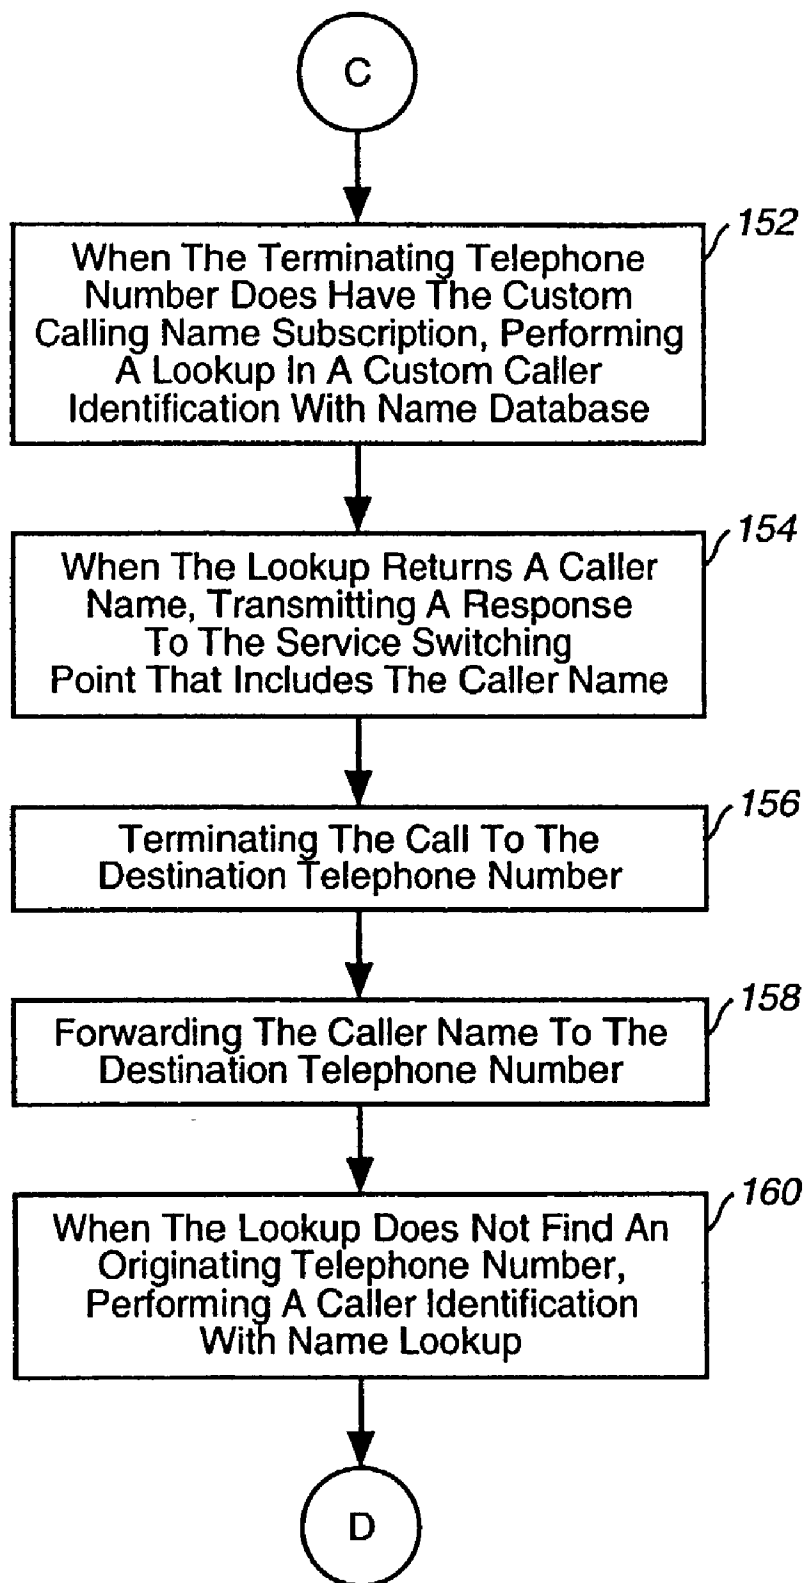 C
152
When The Terminating Telephone
Number Does Have The Custom
Calling Name Subscription, Performing
A Lookup In A Custom Caller
Identification With Name Database
154
When The Lookup Returns A Caller
Name, Transmitting A Response
To The Service Switching
Point That Includes The Caller Name
156
Terminating The Call To The
Destination Telephone Number
158
Forwarding The Caller Name To The
Destination Telephone Number
160
When The Lookup Does Not Find An
Originating Telephone Number,
Performing A Caller Identification
With Name Lookup
D